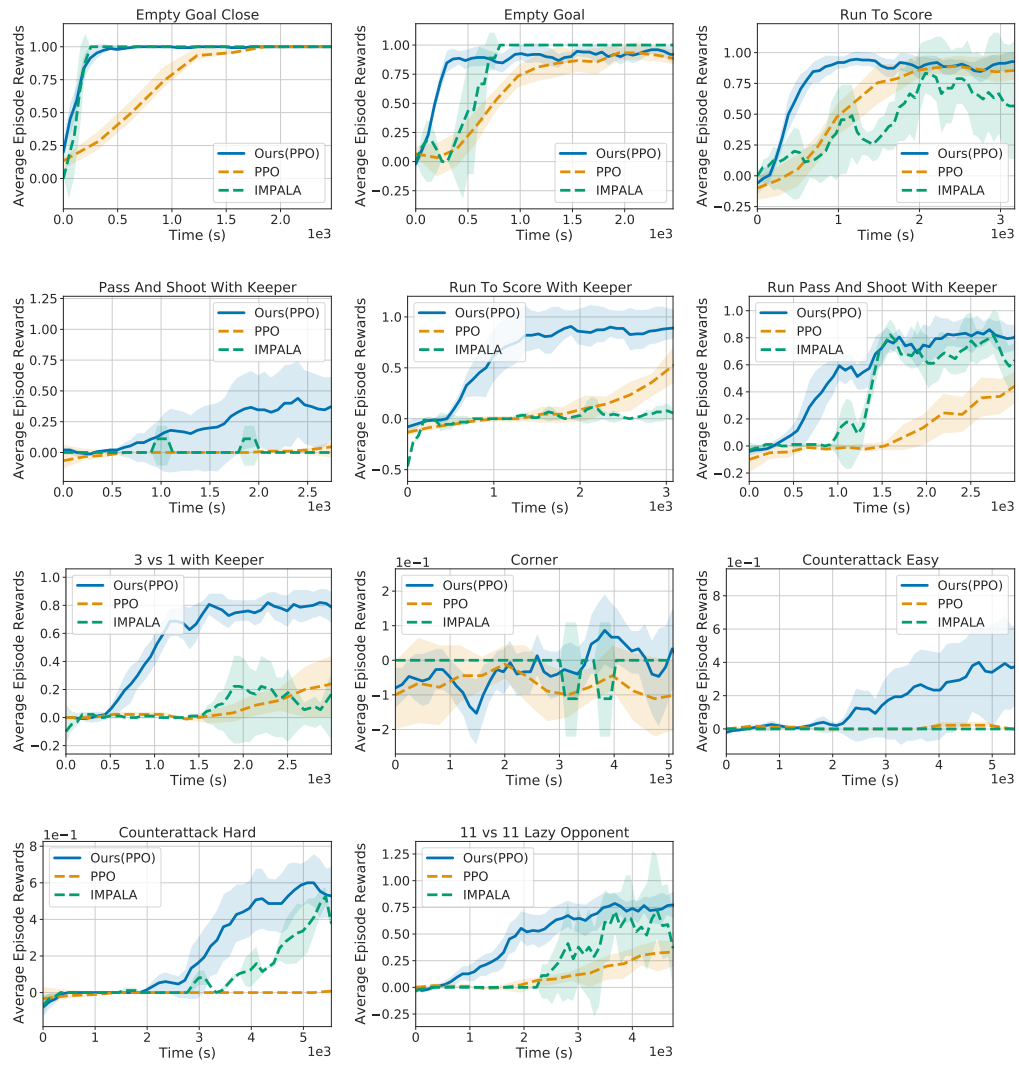 Empty Goal Close
Average Episode Rewards
1.00
0.75
0.50
0.25
0.00
Ours(PPO)
PPO
IMPALA
0.0 0.5 1.0 1.5 2.0
Time (s)
1e3
Empty Goal
Average Episode Rewards
1.00
0.75
0.50
0.25
0.00
−0.25
Ours(PPO)
PPO
IMPALA
0.0 0.5 1.0 1.5 2.0
Time (s)
1e3
Run To Score
Average Episode Rewards
1.00
0.75
0.50
0.25
0.00
−0.25
Ours(PPO)
PPO
IMPALA
0 1 2 3
Time (s)
1e3
Pass And Shoot With Keeper
Average Episode Rewards
1.25
1.00
0.75
0.50
0.25
0.00
Ours(PPO)
PPO
IMPALA
0.0 0.5 1.0 1.5 2.0 2.5
Time (s)
1e3
Run To Score With Keeper
Average Episode Rewards
1.0
0.5
0.0
−0.5
Ours(PPO)
PPO
IMPALA
0 1 2 3
Time (s)
1e3
Run Pass And Shoot With Keeper
Average Episode Rewards
1.0
0.8
0.6
0.4
0.2
0.0
−0.2
Ours(PPO)
PPO
IMPALA
0.0 0.5 1.0 1.5 2.0 2.5
Time (s)
1e3
3 vs 1 with Keeper
Average Episode Rewards
1.0
0.8
0.6
0.4
0.2
0.0
−0.2
Ours(PPO)
PPO
IMPALA
0.0 0.5 1.0 1.5 2.0 2.5
Time (s)
1e3
1e−1
Corner
Average Episode Rewards
2
1
0
−1
−2
Ours(PPO)
PPO
IMPALA
0 1 2 3 4 5
Time (s)
1e3
1e−1
Counterattack Easy
Average Episode Rewards
8
6
4
2
0
Ours(PPO)
PPO
IMPALA
0 1 2 3 4 5
Time (s)
1e3
1e−1
Counterattack Hard
Average Episode Rewards
8
6
4
2
0
Ours(PPO)
PPO
IMPALA
0 1 2 3 4 5
Time (s)
1e3
11 vs 11 Lazy Opponent
Average Episode Rewards
1.25
1.00
0.75
0.50
0.25
0.00
−0.25
Ours(PPO)
PPO
IMPALA
0 1 2 3 4
Time (s)
1e3